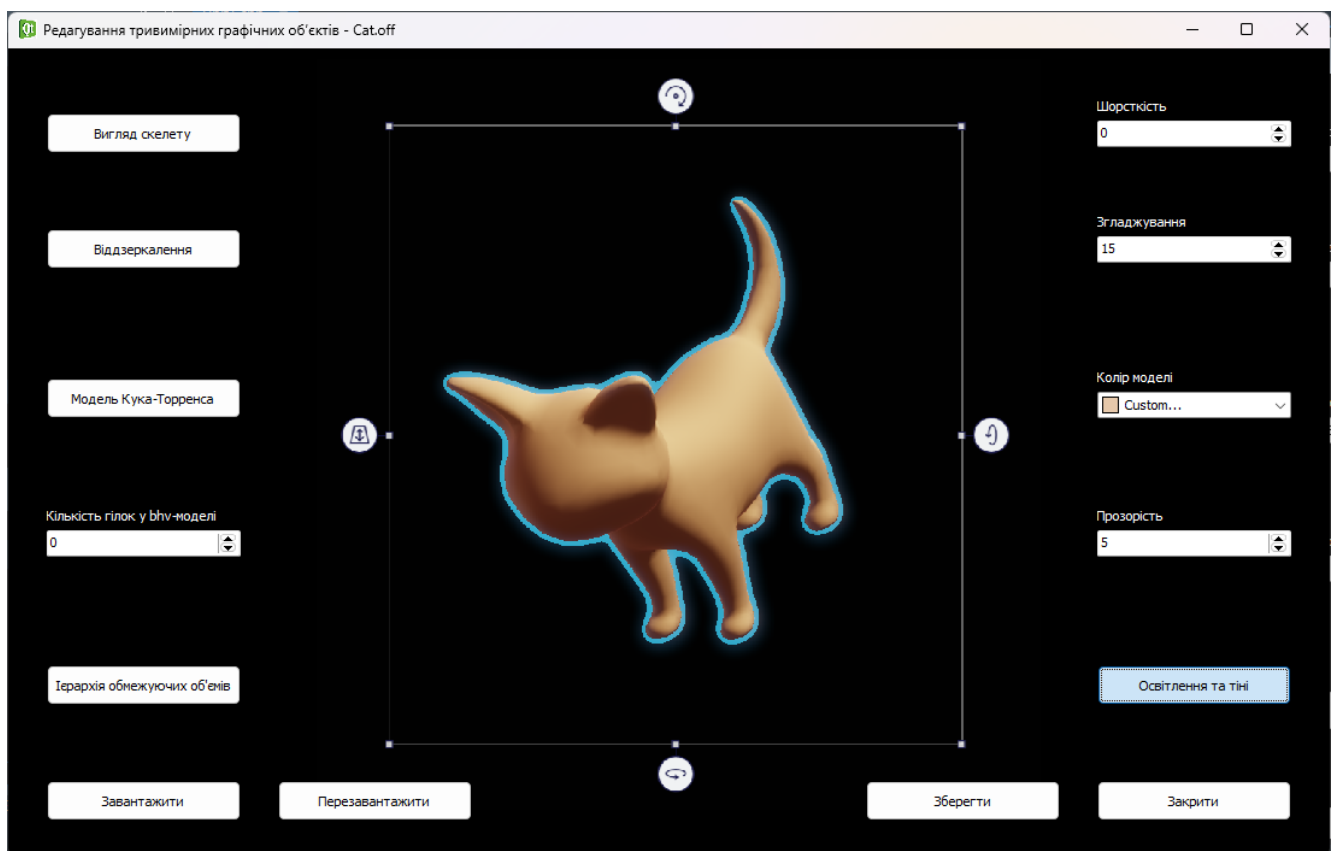 Редагування тривимірних графічних об'єктів - Cat.off
Вигляд скелету
Шорсткість
0
Віддзеркалення
Згладжування
15
Модель Кука-Торренса
Колір моделі
Custom...
Кількість гілок у bhv-моделі
0
Прозорість
5
Ієрархія обмежуючих об'ємів
Освітлення та тіні
Завантажити
Перезавантажити
Зберегти
Закрити